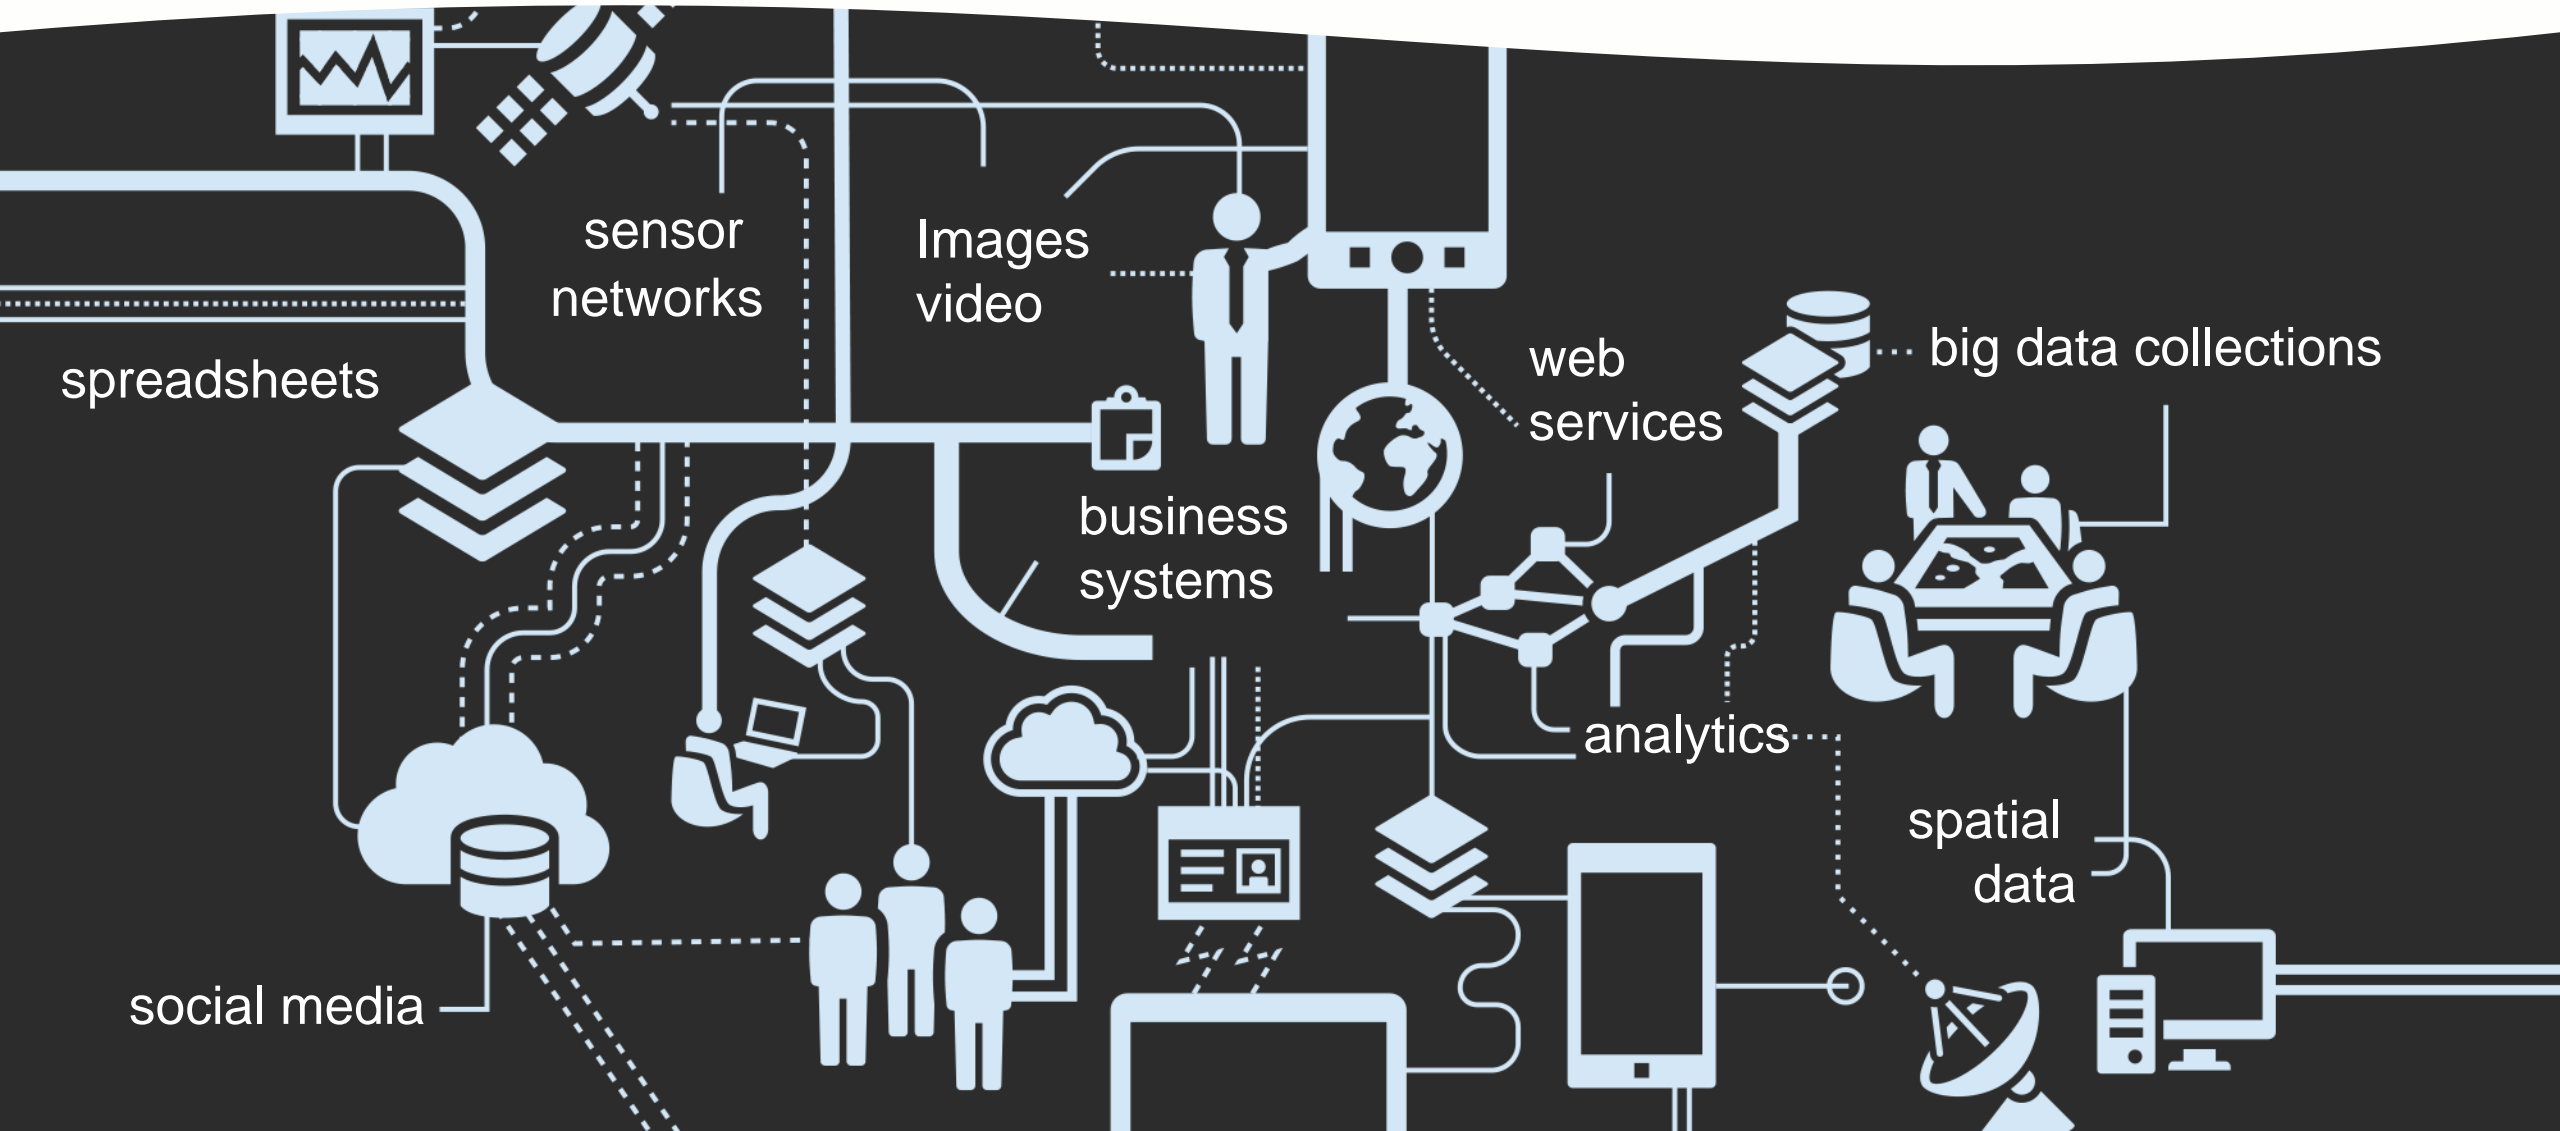 sensor
networks
Images
video
spreadsheets
web
services
big data collections
business
systems
analytics
spatial
data
social media